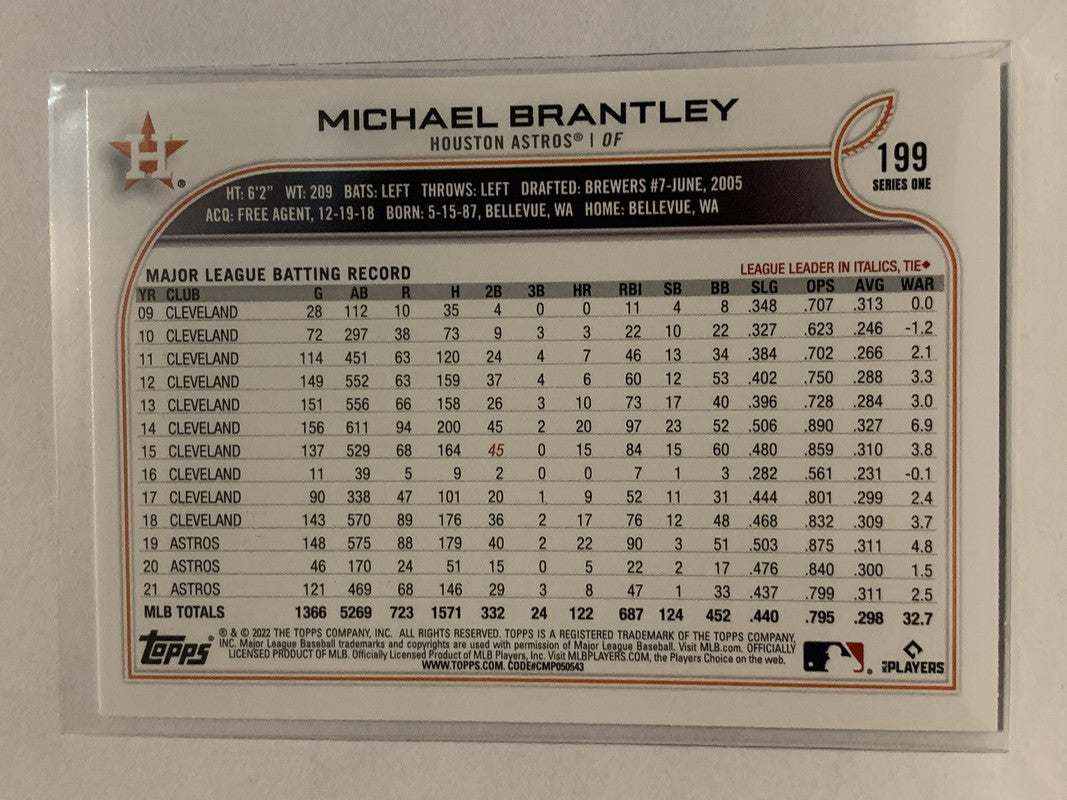 MICHAEL BRANTLEY
HOUSTON ASTROS® | OF
H
®
199
SERIES ONE
HT: 6'2" WT: 209 BATS: LEFT THROWS: LEFT DRAFTED: BREWERS #7-JUNE, 2005
ACQ: FREE AGENT, 12-19-18 BORN: 5-15-87, BELLEVUE, WA HOME: BELLEVUE, WA
MAJOR LEAGUE BATTING RECORD
LEAGUE LEADER IN ITALICS, TIE◆
YR CLUB G AB R H 2B 3B HR RBI SB BB SLG OPS AVG WAR
09 CLEVELAND 28 112 10 35 4 0 0 11 4 8 .348 .707 .313 0.0
10 CLEVELAND 72 297 38 73 9 3 3 22 10 22 .327 .623 .246 -1.2
11 CLEVELAND 114 451 63 120 24 4 7 46 13 34 .384 .702 .266 2.1
12 CLEVELAND 149 552 63 159 37 4 6 60 12 53 .402 .750 .288 3.3
13 CLEVELAND 151 556 66 158 26 3 10 73 17 40 .396 .728 .284 3.0
14 CLEVELAND 156 611 94 200 45 2 20 97 23 52 .506 .890 .327 6.9
15 CLEVELAND 137 529 68 164 45 0 15 84 15 60 .480 .859 .310 3.8
16 CLEVELAND 11 39 5 9 2 0 0 7 1 3 .282 .561 .231 -0.1
17 CLEVELAND 90 338 47 101 20 1 9 52 11 31 .444 .801 .299 2.4
18 CLEVELAND 143 570 89 176 36 2 17 76 12 48 .468 .832 .309 3.7
19 ASTROS 148 575 88 179 40 2 22 90 3 51 .503 .875 .311 4.8
20 ASTROS 46 170 24 51 15 0 5 22 2 17 .476 .840 .300 1.5
21 ASTROS 121 469 68 146 29 3 8 47 1 33 .437 .799 .311 2.5
MLB TOTALS 1366 5269 723 1571 332 24 122 687 124 452 .440 .795 .298 32.7
Topps®
® & © 2022 THE TOPPS COMPANY, INC. ALL RIGHTS RESERVED. TOPPS IS A REGISTERED TRADEMARK OF THE TOPPS COMPANY,
INC. Major League Baseball trademarks and copyrights are used with permission of Major League Baseball. Visit MLB.com. OFFICIALLY
LICENSED PRODUCT OF MLB. Officially Licensed Product of MLB Players, Inc. Visit MLBPLAYERS.COM, the Players Choice on the web.
WWW.TOPPS.COM. CODE#CMP050543
MLB PLAYERS